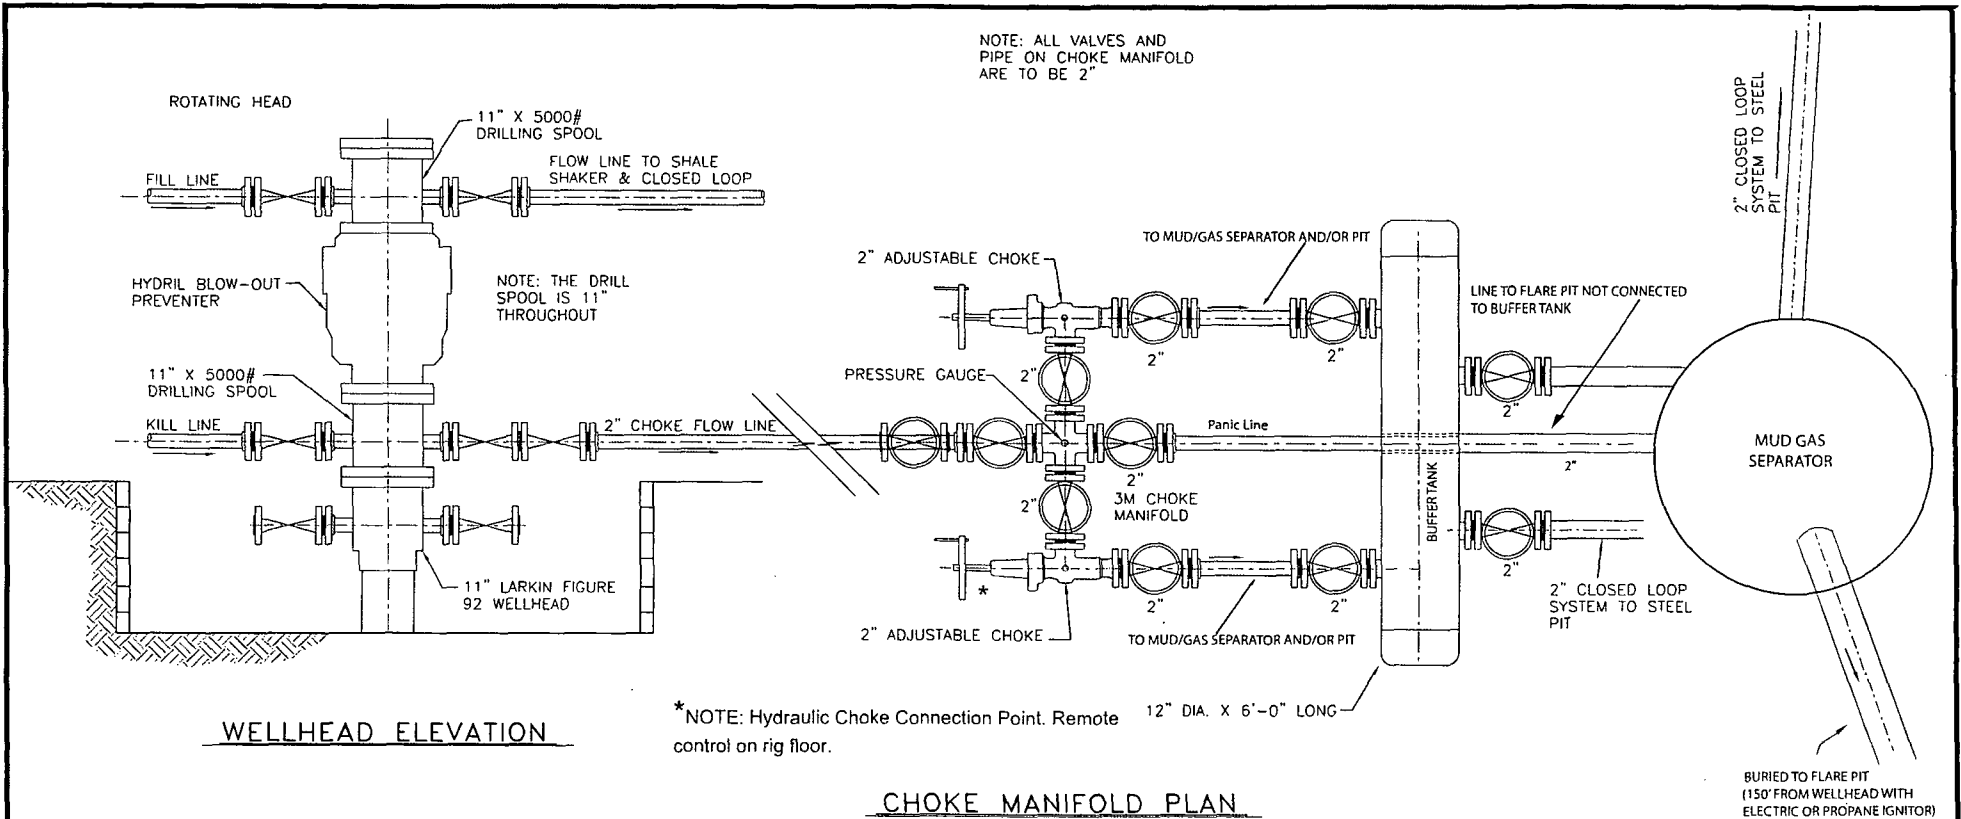 NOTE: ALL VALVES AND
PIPE ON CHOKE MANIFOLD
ARE TO BE 2"
ROTATING HEAD
11" X 5000#
DRILLING SPOOL
FILL LINE
FLOW LINE TO SHALE
SHAKER & CLOSED LOOP
HYDRIL BLOW-OUT
PREVENTER
NOTE: THE DRILL
SPOOL IS 11"
THROUGHOUT
11" X 5000#
DRILLING SPOOL
KILL LINE
2" CHOKE FLOW LINE
11" LARKIN FIGURE
92 WELLHEAD
WELLHEAD ELEVATION
2" ADJUSTABLE CHOKE
TO MUD/GAS SEPARATOR AND/OR PIT
2"
2"
PRESSURE GAUGE
2"
Panic Line
2"
3M CHOKE
MANIFOLD
2"
*
2"
2"
2" ADJUSTABLE CHOKE
TO MUD/GAS SEPARATOR AND/OR PIT
BUFFER TANK
12" DIA. X 6'-0" LONG
LINE TO FLARE PIT NOT CONNECTED
TO BUFFER TANK
2"
2"
2"
2" CLOSED LOOP
SYSTEM TO STEEL
PIT
2" CLOSED LOOP
SYSTEM TO STEEL
PIT
MUD GAS
SEPARATOR
*NOTE: Hydraulic Choke Connection Point. Remote
control on rig floor.
CHOKE MANIFOLD PLAN
BURIED TO FLARE PIT
(150' FROM WELLHEAD WITH
ELECTRIC OR PROPANE IGNITOR)